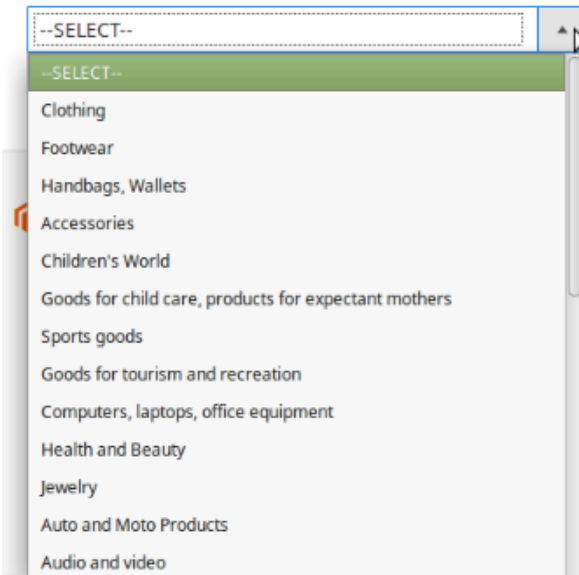 --SELECT--
--SELECT--
Clothing
Footwear
Handbags, Wallets
Accessories
Children's World
Goods for child care, products for expectant mothers
Sports goods
Goods for tourism and recreation
Computers, laptops, office equipment
Health and Beauty
Jewelry
Auto and Moto Products
Audio and video